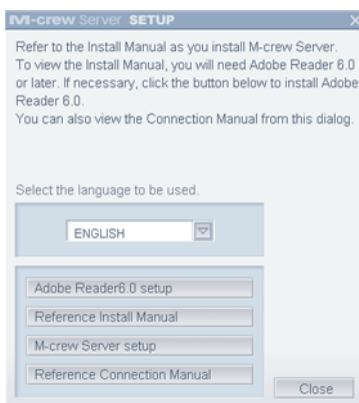 M-crew Server SETUP
Refer to the Install Manual as you install M-crew Server.
To view the Install Manual, you will need Adobe Reader 6.0
or later. If necessary, click the button below to install Adobe
Reader 6.0.
You can also view the Connection Manual from this dialog.
Select the language to be used.
ENGLISH
Adobe Reader6.0 setup
Reference Install Manual
M-crew Server setup
Reference Connection Manual
Close